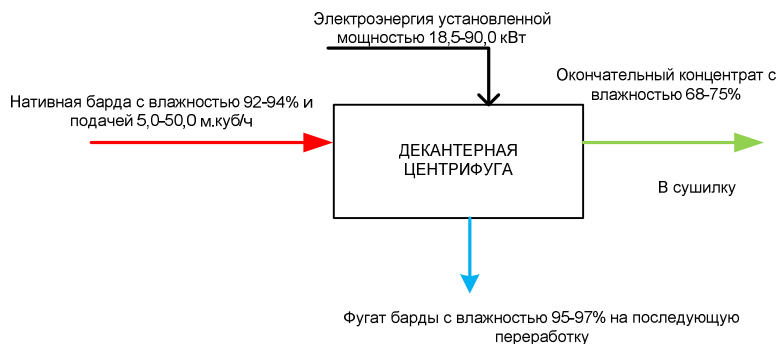 Электроэнергия установленной
мощностью 18,5-90,0 кВт
Окончательный концентрат с
влажностью 68-75%
Нативная барда с влажностью 92-94% и
подачей 5,0-50,0 м.куб/ч
ДЕКАНТЕРНАЯ
ЦЕНТРИФУГА
В сушилку
Фугат барды с влажностью 95-97% на последующую
переработку